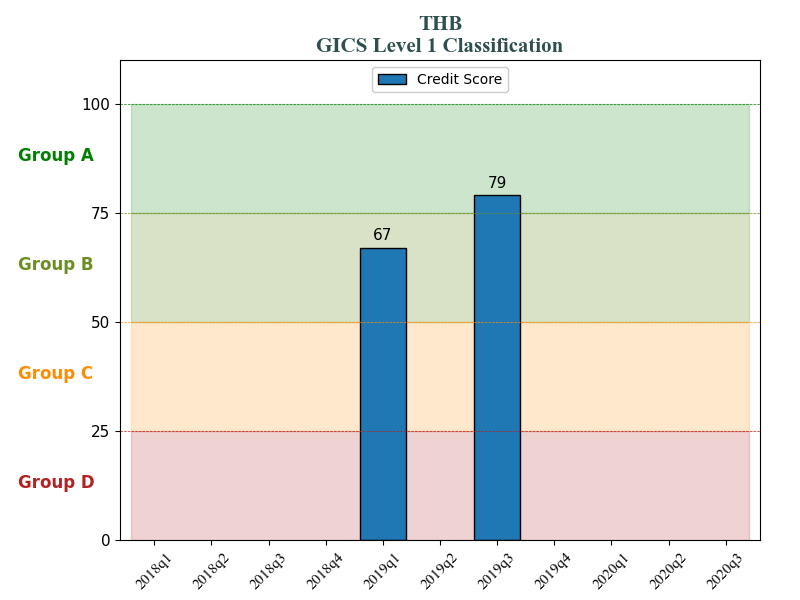 THB
GICS Level 1 Classification
Credit Score
100
Group A
79
75
67
Group B
50
Group C
25
Group D
0
2018q1 2018q2 2018q3 2018q4 2019q1 2019q2 2019q3 2019q4 2020q1 2020q2 2020q3